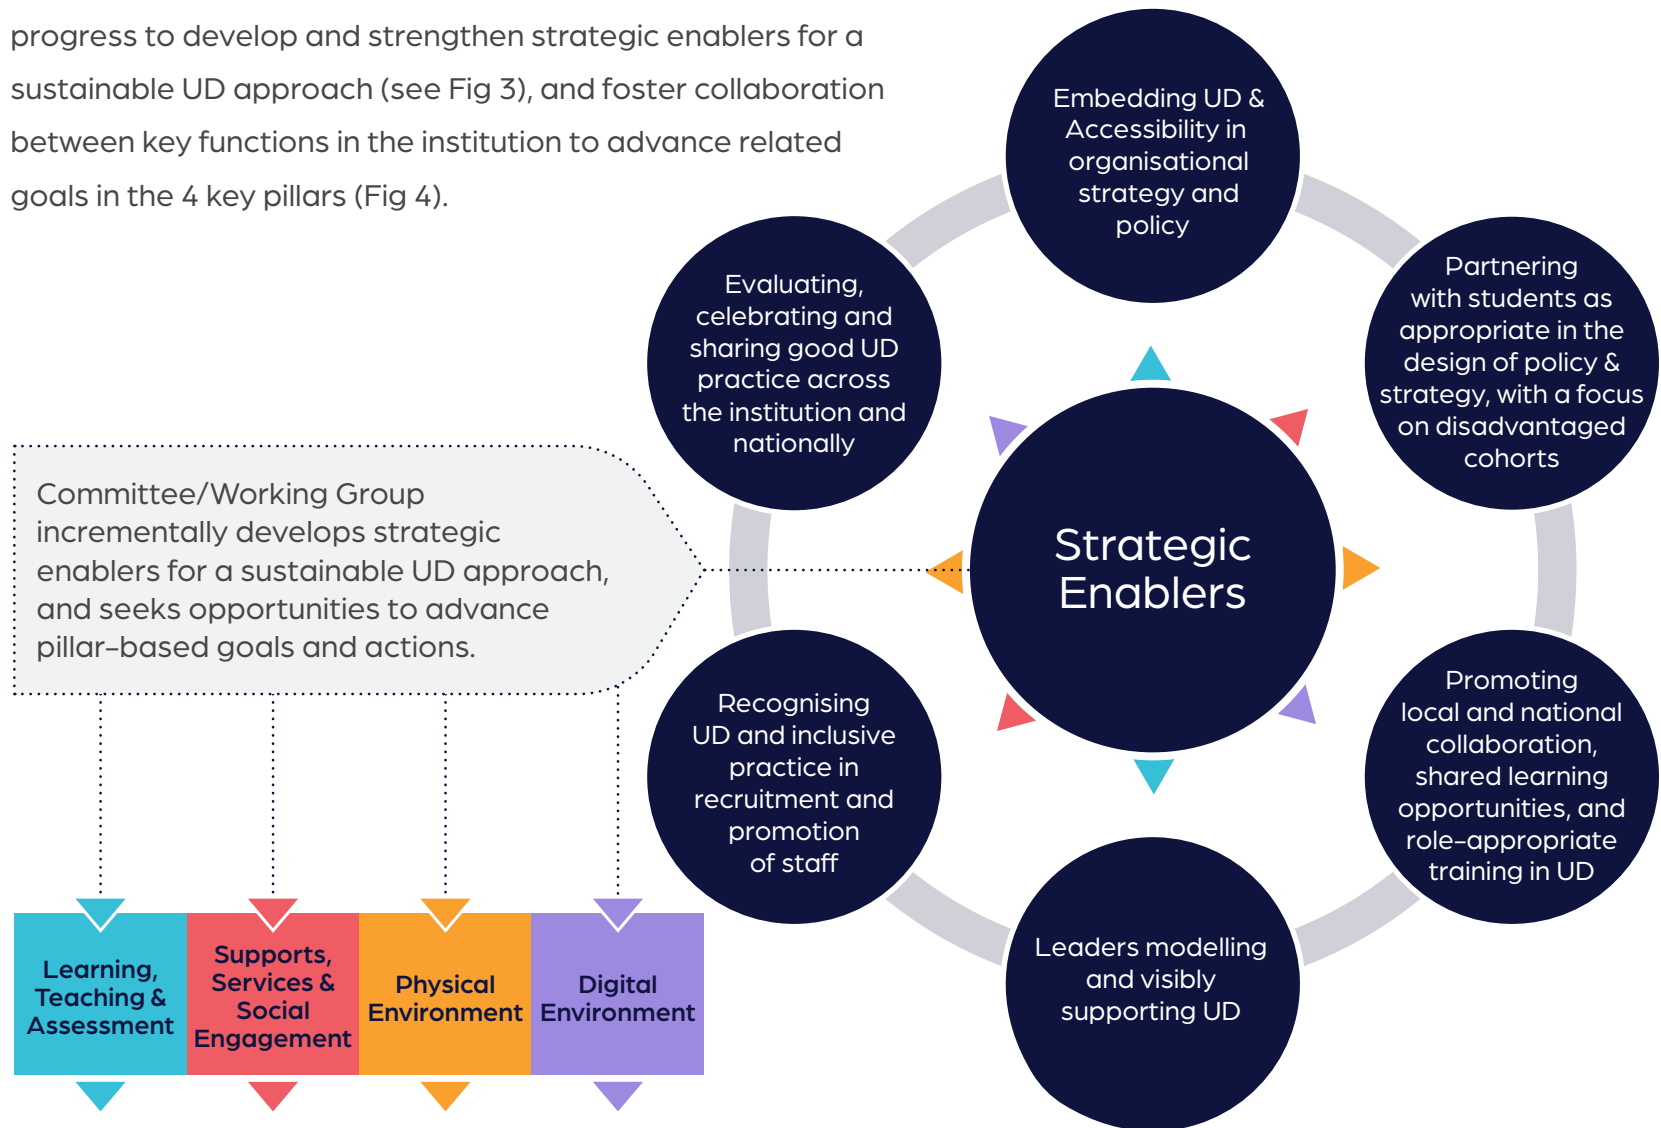 progress to develop and strengthen strategic enablers for a
sustainable UD approach (see Fig 3), and foster collaboration
between key functions in the institution to advance related
goals in the 4 key pillars (Fig 4).
Embedding UD &
Accessibility in
organisational
strategy and
policy
Partnering
with students as
appropriate in the
design of policy &
strategy, with a focus
on disadvantaged
cohorts
Promoting
local and national
collaboration,
shared learning
opportunities, and
role-appropriate
training in UD
Leaders modelling
and visibly
supporting UD
Recognising
UD and inclusive
practice in
recruitment and
promotion
of staff
Evaluating,
celebrating and
sharing good UD
practice across
the institution and
nationally
Strategic
Enablers
Committee/Working Group
incrementally develops strategic
enablers for a sustainable UD approach,
and seeks opportunities to advance
pillar-based goals and actions.
Learning,
Teaching &
Assessment
Supports,
Services &
Social
Engagement
Physical
Environment
Digital
Environment